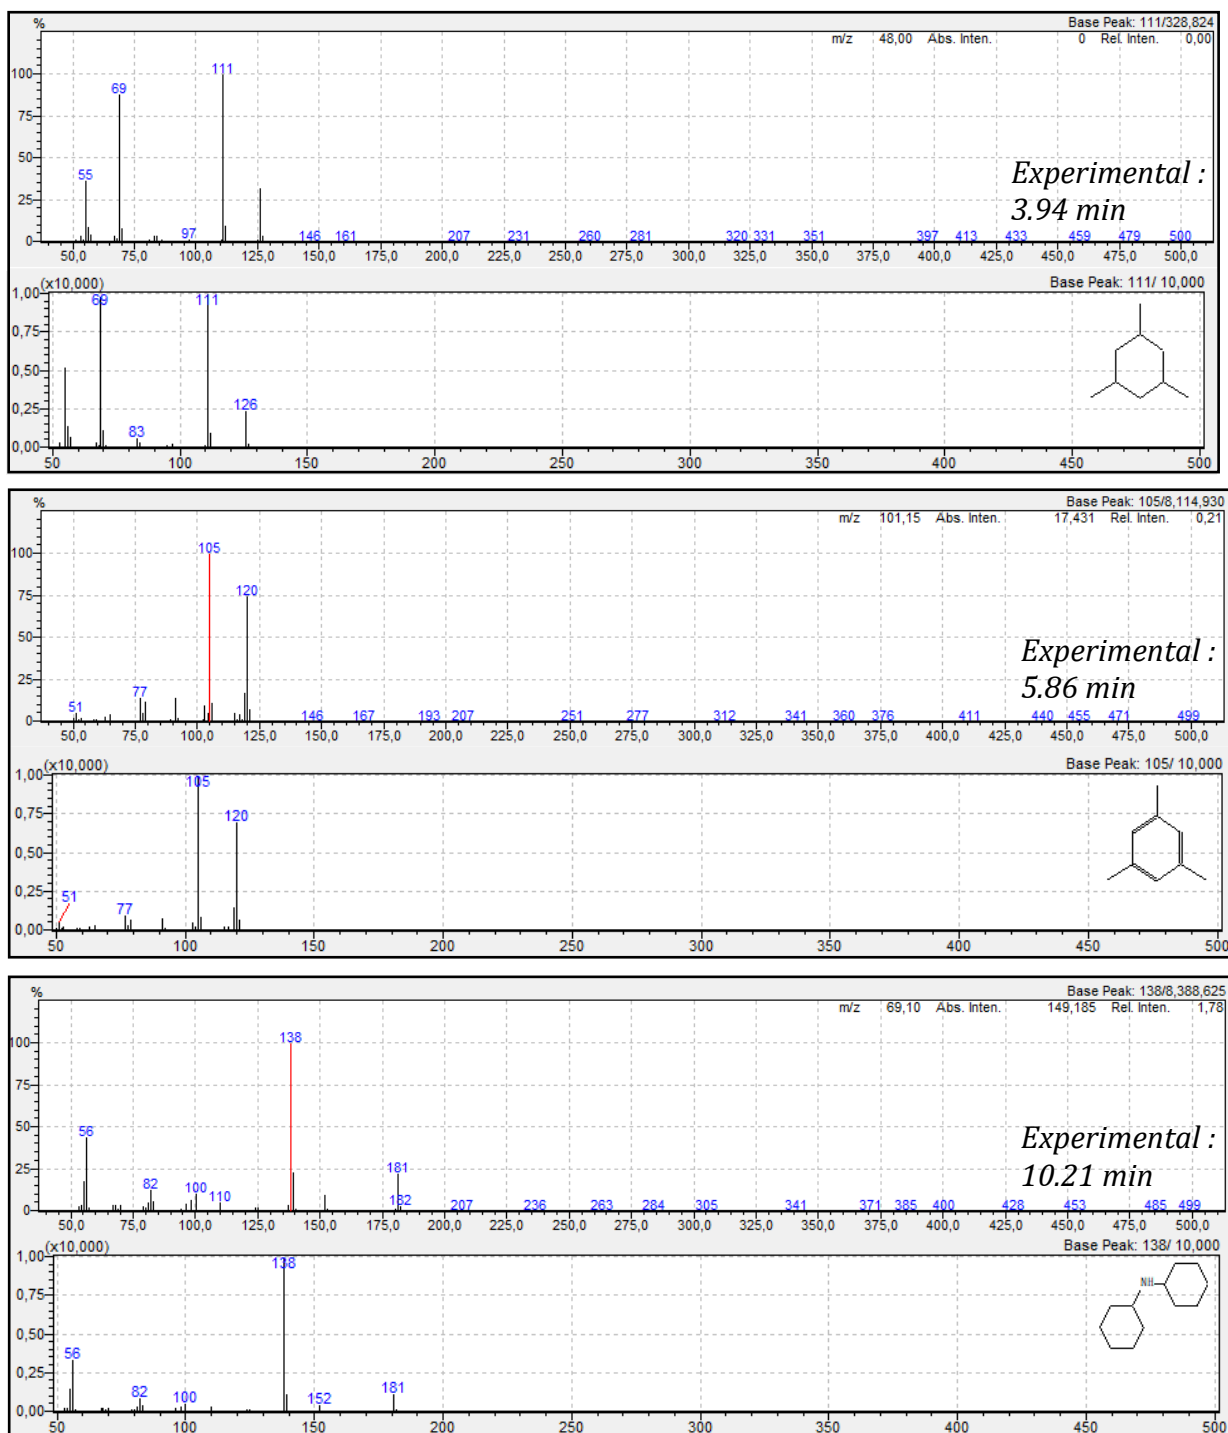 % Base Peak: 111/328,824
m/z 48,00 Abs. Inten. 0 Rel. Inten. 0,00
100 111
69
75
50
55
25
97 146 161 207 231 260 281 320 331 351 397 413 433 459 479 500
0
50,0 75,0 100,0 125,0 150,0 175,0 200,0 225,0 250,0 275,0 300,0 325,0 350,0 375,0 400,0 425,0 450,0 475,0 500,0
Experimental :
3.94 min
(x10,000) Base Peak: 111/ 10,000
1,00 69 111
0,75
0,50
0,25 126
83
0,00
50 100 150 200 250 300 350 400 450 500
% Base Peak: 105/8,114,930
m/z 101,15 Abs. Inten. 17,431 Rel. Inten. 0,21
100 105
75 120
50
25
77
51 146 167 193 207 251 277 312 341 360 376 411 440 455 471 499
0
50,0 75,0 100,0 125,0 150,0 175,0 200,0 225,0 250,0 275,0 300,0 325,0 350,0 375,0 400,0 425,0 450,0 475,0 500,0
Experimental :
5.86 min
(x10,000) Base Peak: 105/ 10,000
1,00 105
0,75 120
0,50
0,25 51
77
0,00
50 100 150 200 250 300 350 400 450 500
% Base Peak: 138/8,388,625
m/z 69,10 Abs. Inten. 149,185 Rel. Inten. 1,78
100 138
75
50
56
25 181
82 100 110 182 207 236 263 284 305 341 371 385 400 428 453 485 499
0
50,0 75,0 100,0 125,0 150,0 175,0 200,0 225,0 250,0 275,0 300,0 325,0 350,0 375,0 400,0 425,0 450,0 475,0 500,0
Experimental :
10.21 min
(x10,000) Base Peak: 138/ 10,000
1,00 138
NH
0,75
0,50
56
0,25
82 100 152 181
0,00
50 100 150 200 250 300 350 400 450 500